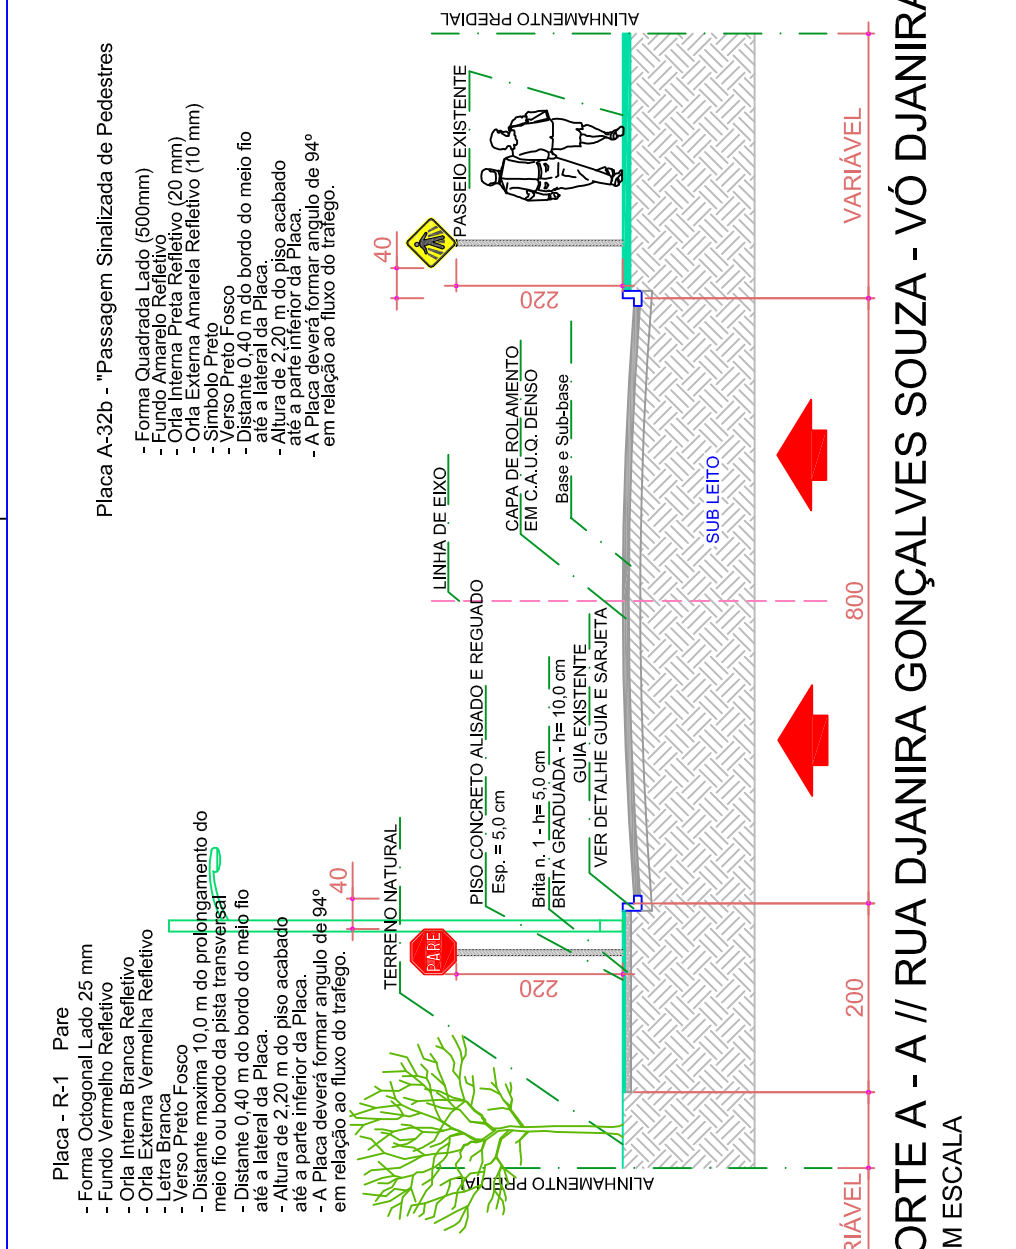 Placa - R-1 Pare
- Forma Octogonal Lado 25 mm
- Fundo Vermelho Refletivo
- Orla Interna Branca Refletivo
- Orla Externa Vermelha Refletivo
- Letra Branca
- Verso Preto Fosco
- Distante maxima 10,0 m do prolongamento do
meio fio ou bordo da pista transversal
- Distante 0,40 m do bordo do meio fio
até a lateral da Placa.
- Altura de 2,20 m do piso acabado
até a parte inferior da Placa.
- A Placa deverá formar angulo de 94º
em relação ao fluxo do trafego.
Placa A-32b - "Passagem Sinalizada de Pedestres
- Forma Quadrada Lado (500mm)
- Fundo Amarelo Refletivo
- Orla Interna Preta Refletivo (20 mm)
- Orla Externa Amarela Refletivo (10 mm)
- Simbolo Preto
- Verso Preto Fosco
- Distante 0,40 m do bordo do meio fio
até a lateral da Placa.
- Altura de 2,20 m do piso acabado
até a parte inferior da Placa.
- A Placa deverá formar angulo de 94º
em relação ao fluxo do trafego.
40
40
TERRENO NATURAL
PARE
220
PISO CONCRETO ALISADO E REGUADO
Esp. = 5,0 cm
Brita n. 1 - h= 5,0 cm
BRITA GRADUADA - h= 10,0 cm
GUIA EXISTENTE
VER DETALHE GUIA E SARJETA
LINHA DE EIXO
CAPA DE ROLAMENTO
EM C.A.U.Q. DENSO
Base e Sub-base
PASSEIO EXISTENTE
220
ALINHAMENTO PREDIAL
ALINHAMENTO PREDIAL
SUB LEITO
RIÁVEL
200
800
VARIÁVEL
ORTE A - A // RUA DJANIRA GONÇALVES SOUZA - VÓ DJANIRA
M ESCALA